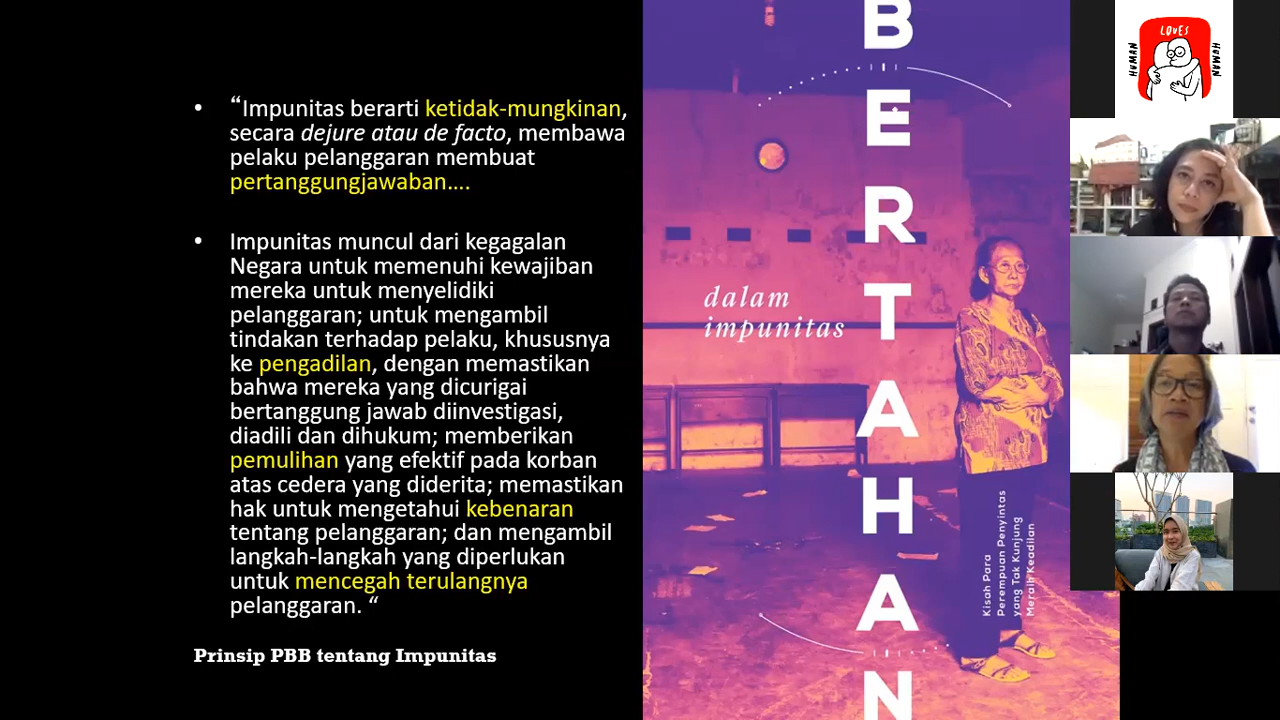 • “Impunitas berarti ketidak-mungkinan,
secara dejure atau de facto, membawa
pelaku pelanggaran membuat
pertanggungjawaban....
• Impunitas muncul dari kegagalan
Negara untuk memenuhi kewajiban
mereka untuk menyelidiki
pelanggaran; untuk mengambil
tindakan terhadap pelaku, khususnya
ke pengadilan, dengan memastikan
bahwa mereka yang dicurigai
bertanggung jawab diinvestigasi,
diadili dan dihukum; memberikan
pemulihan yang efektif pada korban
atas cedera yang diderita; memastikan
hak untuk mengetahui kebenaran
tentang pelanggaran; dan mengambil
langkah-langkah yang diperlukan
untuk mencegah terulangnya
pelanggaran. “
Prinsip PBB tentang Impunitas
BERTAHAN
dalam
impunitas
Kisah Para
Perempuan Penyintas
yang Tak Kunjung
Meraih Keadilan
HUMAN
LOVES
HUMAN